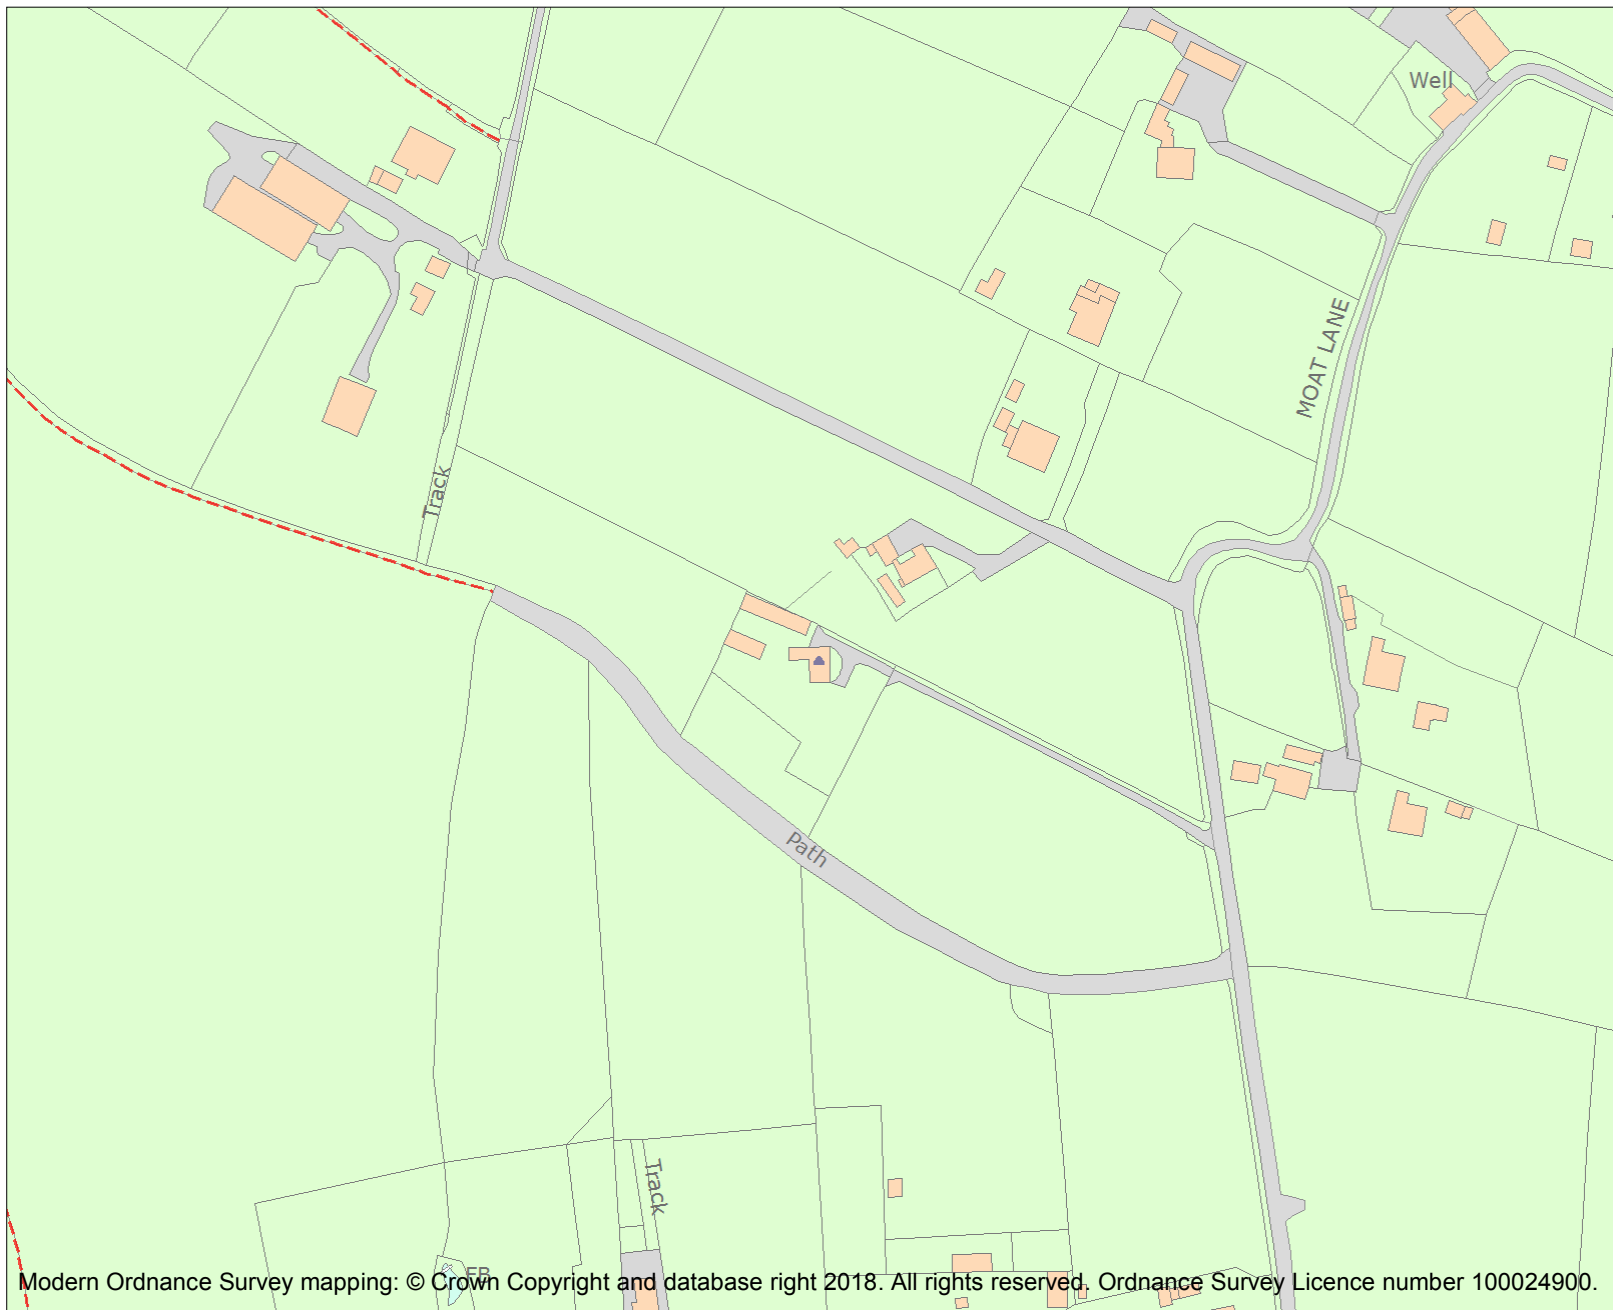 Well
MOAT LANE
Track
Path
Track
FB
Modern Ordnance Survey mapping: © Crown Copyright and database right 2018. All rights reserved. Ordnance Survey Licence number 100024900.